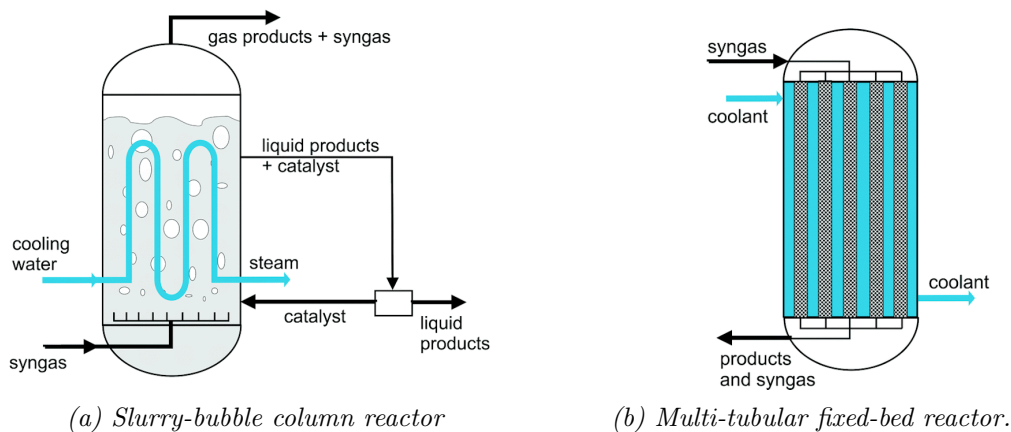 gas products + syngas
liquid products
+ catalyst
cooling
water
steam
catalyst
liquid
products
syngas
(a) Slurry-bubble column reactor
syngas
coolant
coolant
products
and syngas
(b) Multi-tubular fixed-bed reactor.